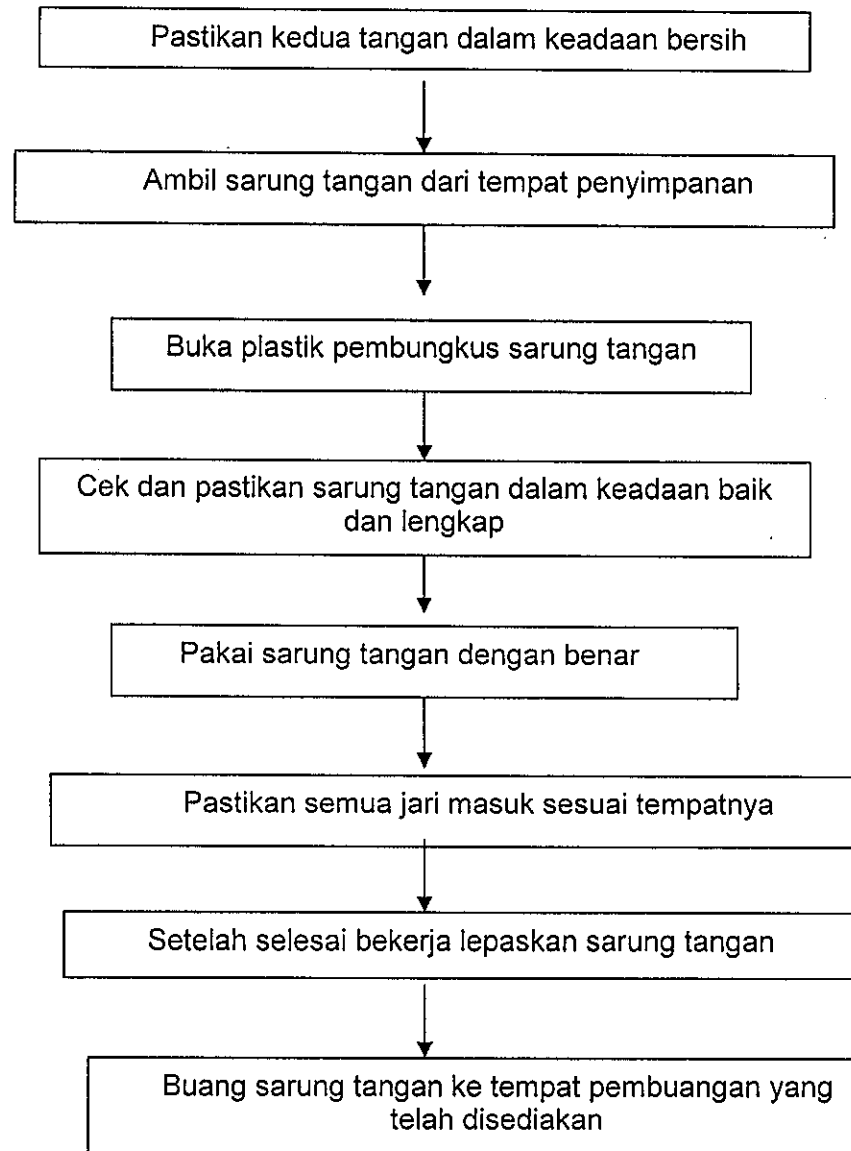 Pastikan kedua tangan dalam keadaan bersih
Ambil sarung tangan dari tempat penyimpanan
Buka plastik pembungkus sarung tangan
Cek dan pastikan sarung tangan dalam keadaan baik
dan lengkap
Pakai sarung tangan dengan benar
Pastikan semua jari masuk sesuai tempatnya
Setelah selesai bekerja lepaskan sarung tangan
Buang sarung tangan ke tempat pembuangan yang
telah disediakan